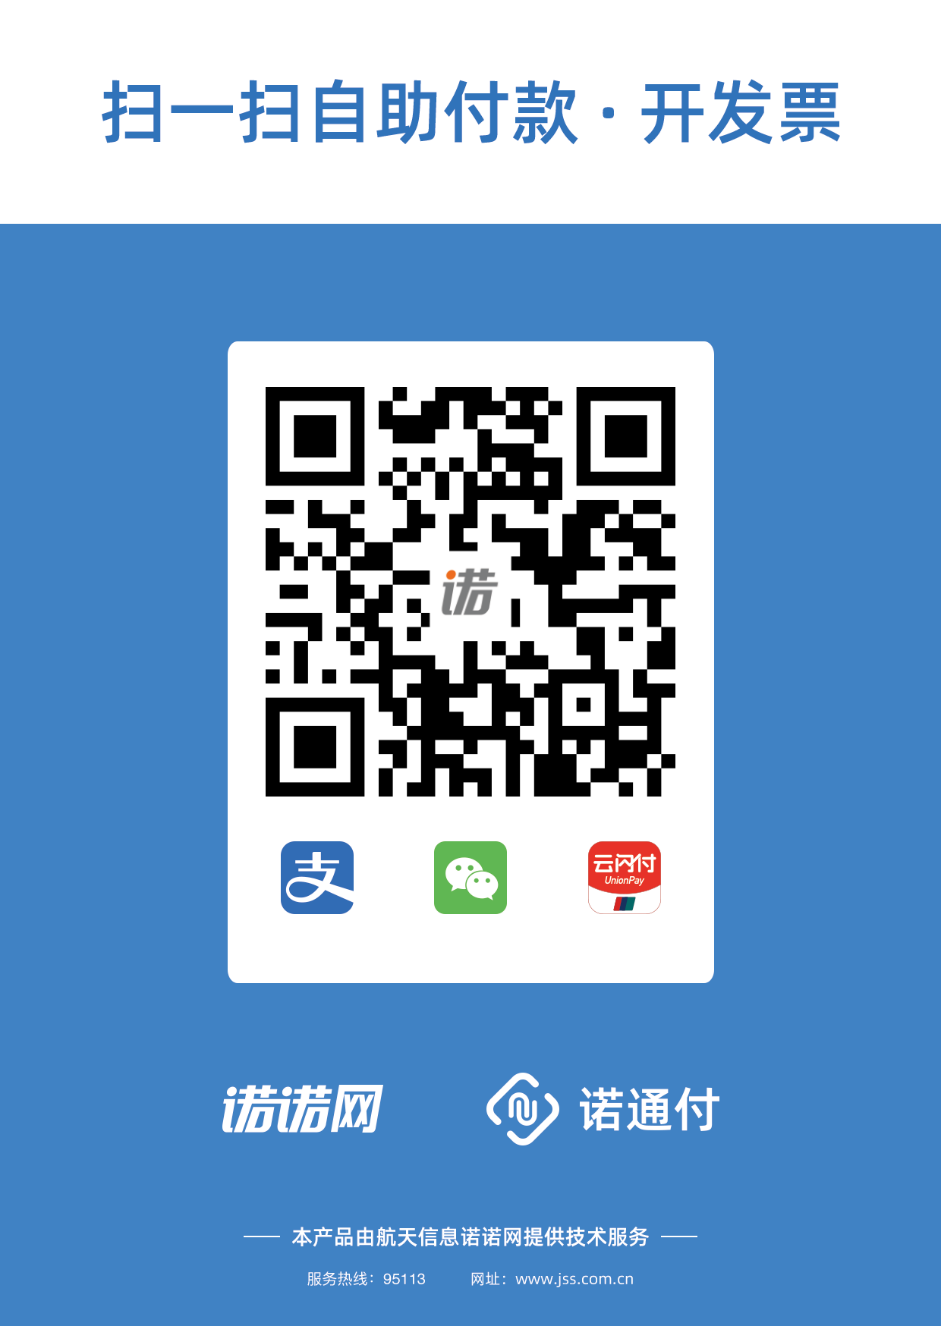 扫一扫自助付款·开发票
诺
支
云闪付
UnionPay
诺诺网
诺通付
本产品由航天信息诺诺网提供技术服务
服务热线：95113 网址：www.jss.com.cn